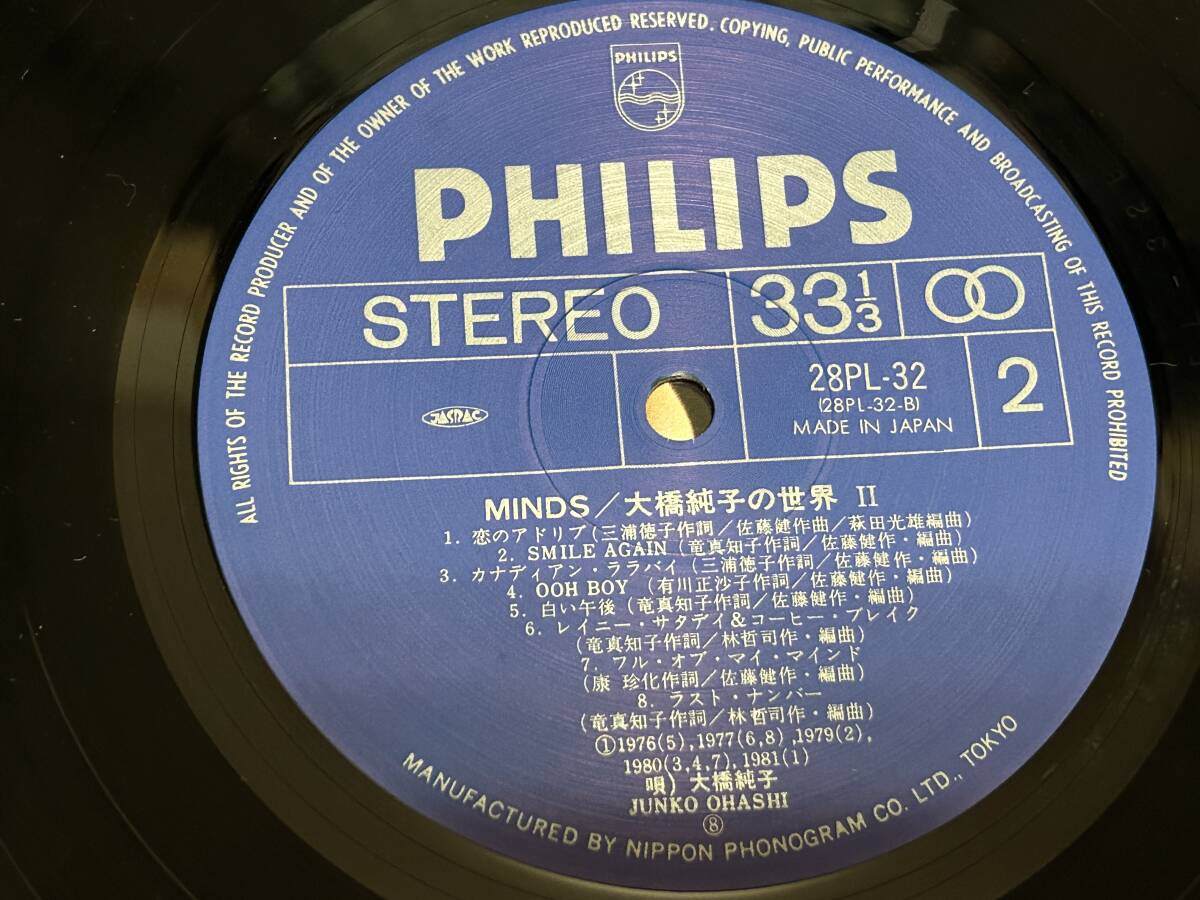 ALL RIGHTS OF THE RECORD PRODUCER AND OF THE OWNER OF THE WORK REPRODUCED RESERVED. COPYING, PUBLIC PERFORMANCE AND BROADCASTING OF THIS RECORD PROHIBITED
PHILIPS
PHILIPS
STEREO
33 1/3
JASRAC
28PL-32
(28PL-32-B)
MADE IN JAPAN
2
MINDS/大橋純子の世界 II
1. 恋のアドリブ(三浦徳子作詞/佐藤健作曲/萩田光雄編曲)
2. SMILE AGAIN(竜真知子作詞/佐藤健作・編曲)
3. カナディアン・ララバイ(三浦徳子作詞/佐藤健作・編曲)
4. OOH BOY (有川正沙子作詞/佐藤健作・編曲)
5. 白い午後(竜真知子作詞/佐藤健作・編曲)
6. レイニー・サタデイ&コーヒー・ブレイク
(竜真知子作詞/林哲司作・編曲)
7. フル・オブ・マイ・マインド
(康 珍化作詞/佐藤健作・編曲)
8. ラスト・ナンバー
(竜真知子作詞/林哲司作・編曲)
①1976(5), 1977(6,8), 1979(2),
1980(3,4,7), 1981(1)
唄) 大橋純子
JUNKO OHASHI
⑧
MANUFACTURED BY NIPPON PHONOGRAM CO. LTD., TOKYO